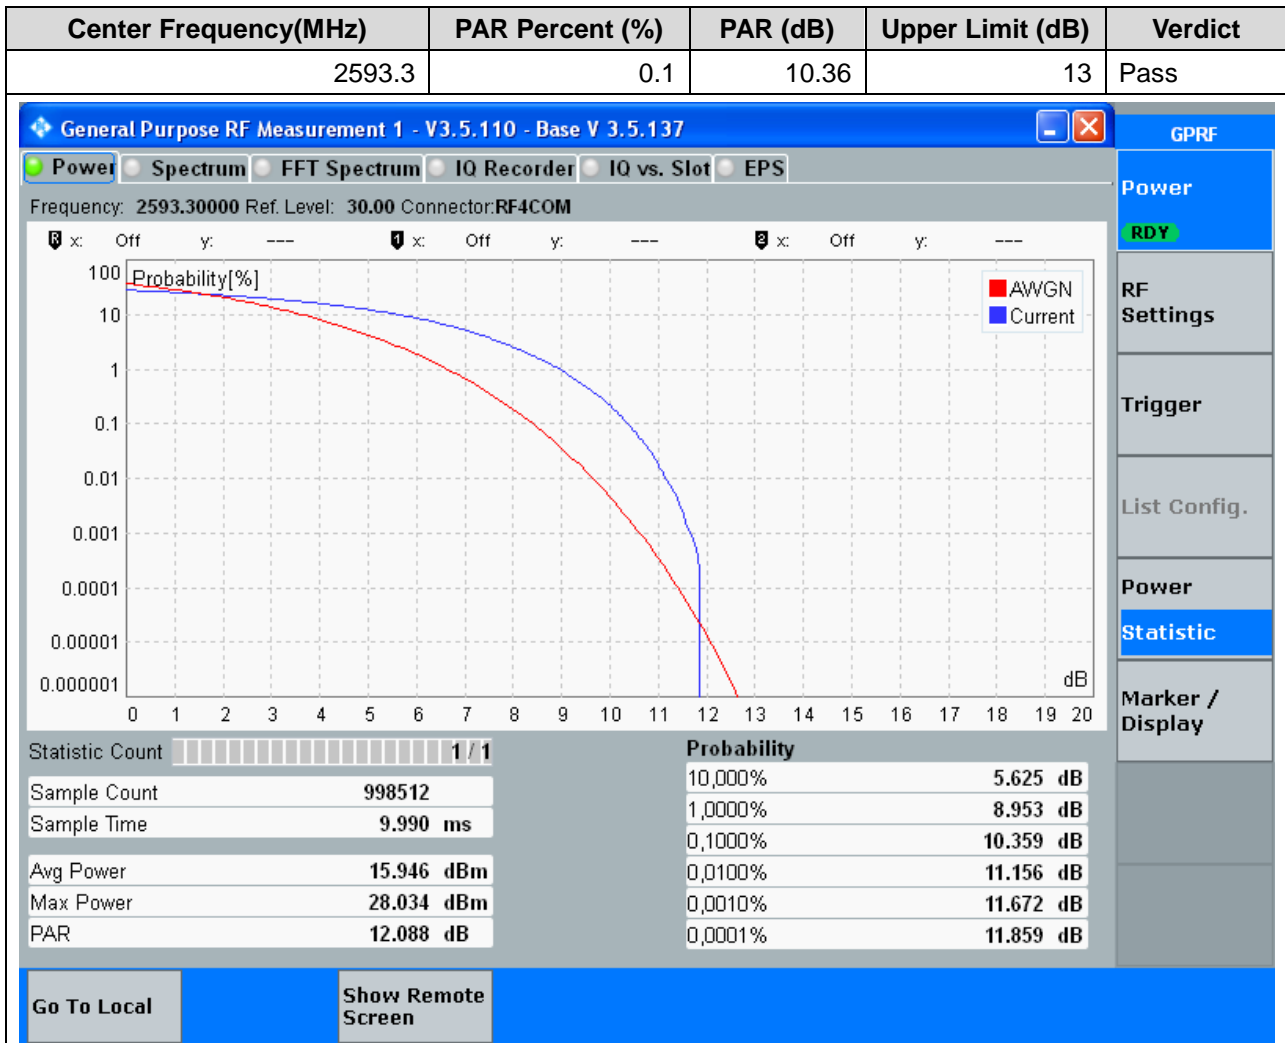 Center Frequency(MHz) PAR Percent (%) PAR (dB) Upper Limit (dB) Verdict
2593.3 0.1 10.36 13 Pass
General Purpose RF Measurement 1 - V3.5.110 - Base V 3.5.137
GPRF
Power Spectrum FFT Spectrum IQ Recorder IQ vs. Slot EPS
Frequency: 2593.30000 Ref. Level: 30.00 Connector:RF4COM
R x: Off y: --- 1 x: Off y: --- 2 x: Off y: ---
Probability[%]
100
10
1
0.1
0.01
0.001
0.0001
0.00001
0.000001
AWGN
Current
dB
0 1 2 3 4 5 6 7 8 9 10 11 12 13 14 15 16 17 18 19 20
Statistic Count 1 / 1
Sample Count 998512
Sample Time 9.990 ms
Avg Power 15.946 dBm
Max Power 28.034 dBm
PAR 12.088 dB
Probability
10,000% 5.625 dB
1,0000% 8.953 dB
0,1000% 10.359 dB
0,0100% 11.156 dB
0,0010% 11.672 dB
0,0001% 11.859 dB
Power
RDY
RF
Settings
Trigger
List Config.
Power
Statistic
Marker /
Display
Go To Local
Show Remote
Screen